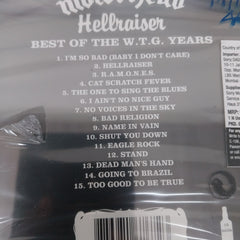 Motörhead
Hellraiser
BEST OF THE W.T.G. YEARS
1. I'M SO BAD (BABY I DON'T CARE)
2. HELLRAISER
3. R.A.M.O.N.E.S.
4. CAT SCRATCH FEVER
5. THE ONE TO SING THE BLUES
6. I AIN'T NO NICE GUY
7. NO VOICES IN THE SKY
8. BAD RELIGION
9. NAME IN VAIN
10. SHUT YOU DOWN
11. EAGLE ROCK
12. STAND
13. DEAD MAN'S HAND
14. GOING TO BRAZIL
15. TOO GOOD TO BE TRUE